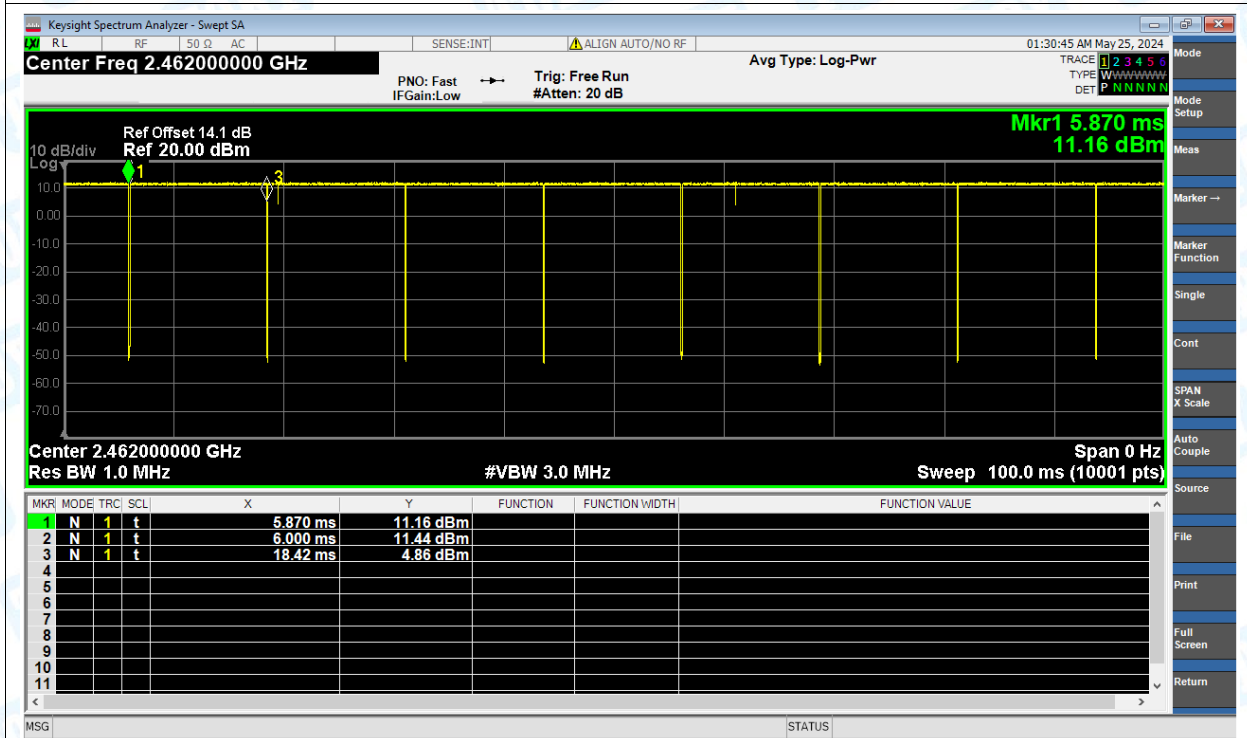 Keysight Spectrum Analyzer - Swept SA
LXI RL RF 50 Ω AC SENSE:INT ALIGN AUTO/NO RF 01:30:45 AM May 25, 2024
Center Freq 2.462000000 GHz
PNO: Fast
IFGain:Low
Trig: Free Run
#Atten: 20 dB
Avg Type: Log-Pwr
TRACE 1 2 3 4 5 6
TYPE WWWWWW
DET P N N N N N
Mkr1 5.870 ms
11.16 dBm
Ref Offset 14.1 dB
10 dB/div Ref 20.00 dBm
Log
1
3
10.0
0.00
-10.0
-20.0
-30.0
-40.0
-50.0
-60.0
-70.0
Center 2.462000000 GHz Span 0 Hz
Res BW 1.0 MHz #VBW 3.0 MHz Sweep 100.0 ms (10001 pts)
MKR MODE TRC SCL X Y FUNCTION FUNCTION WIDTH FUNCTION VALUE
1 N 1 t 5.870 ms 11.16 dBm
2 N 1 t 6.000 ms 11.44 dBm
3 N 1 t 18.42 ms 4.86 dBm
4
5
6
7
8
9
10
11
MSG STATUS
Mode
Mode
Setup
Meas
Marker →
Marker
Function
Single
Cont
SPAN
X Scale
Auto
Couple
Source
File
Print
Full
Screen
Return